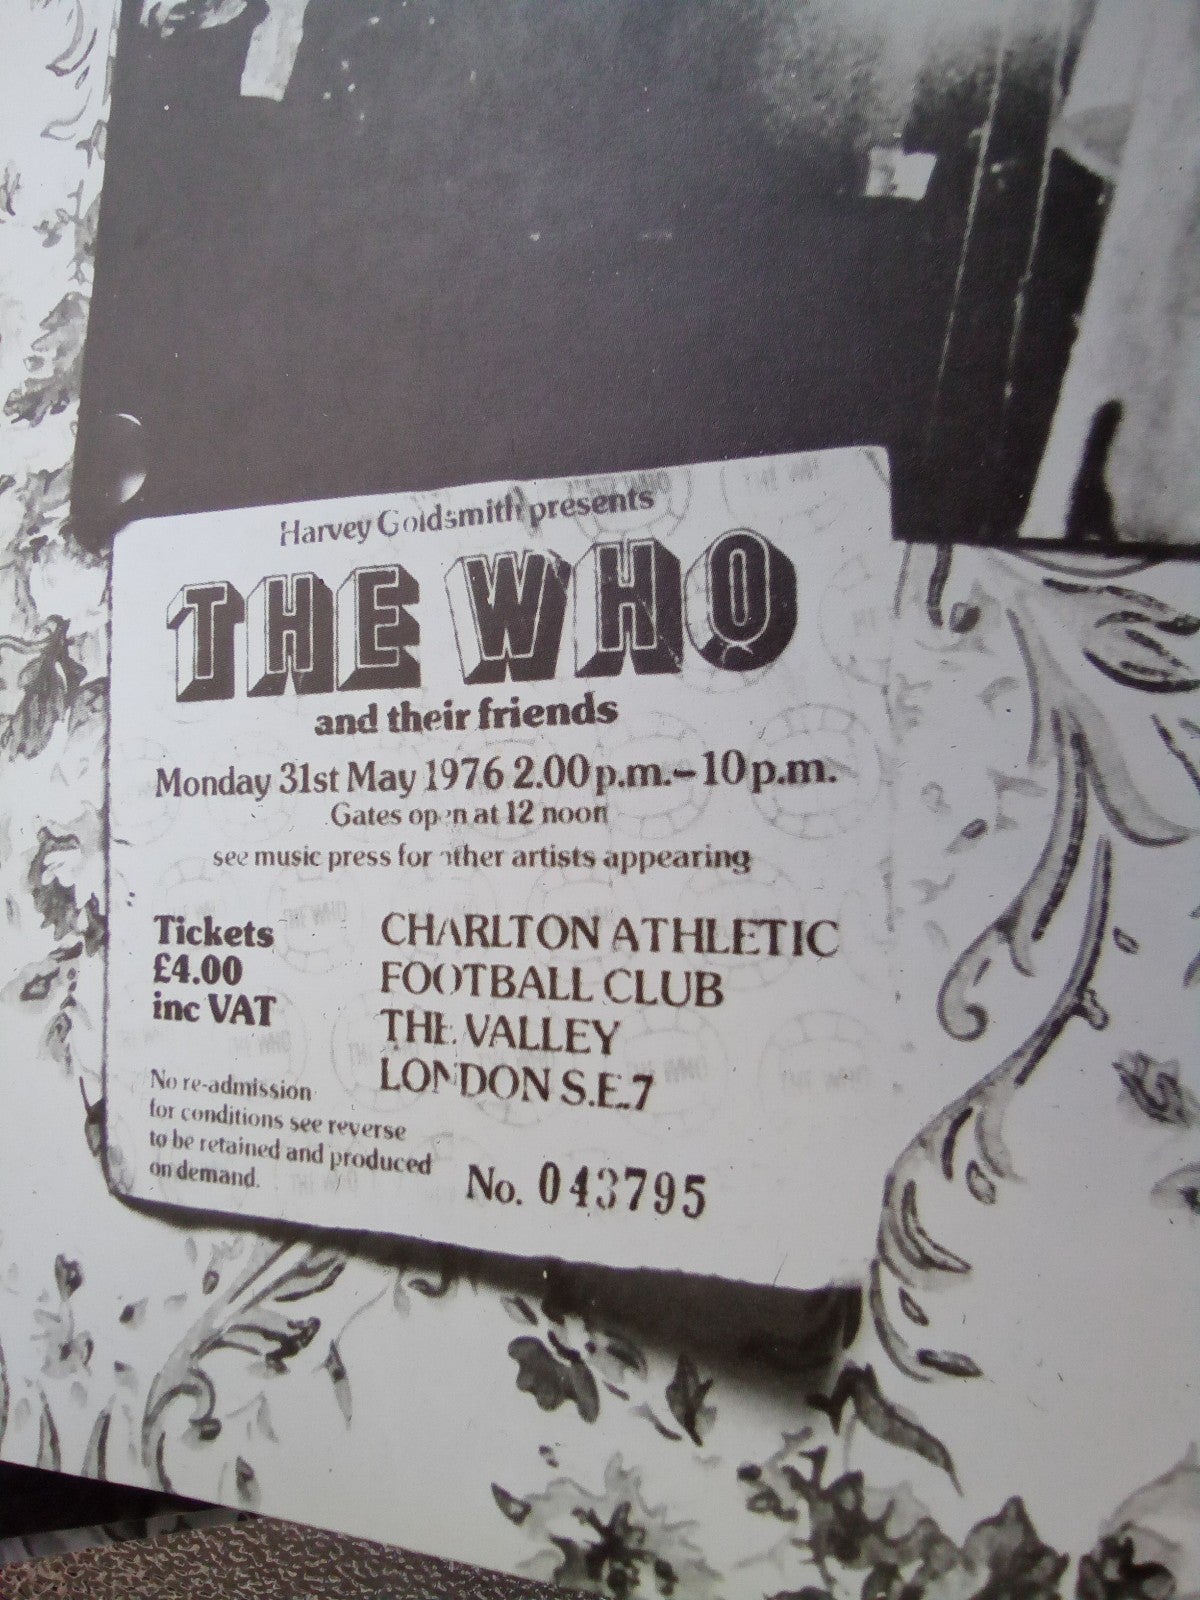 Harvey Goldsmith presents
THE WHO
and their friends
Monday 31st May 1976 2.00p.m.–10p.m.
Gates open at 12 noon
see music press for other artists appearing
Tickets
£4.00
inc VAT
CHARLTON ATHLETIC
FOOTBALL CLUB
THE VALLEY
LONDON S.E.7
No re-admission
for conditions see reverse
to be retained and produced
on demand.
No. 043795